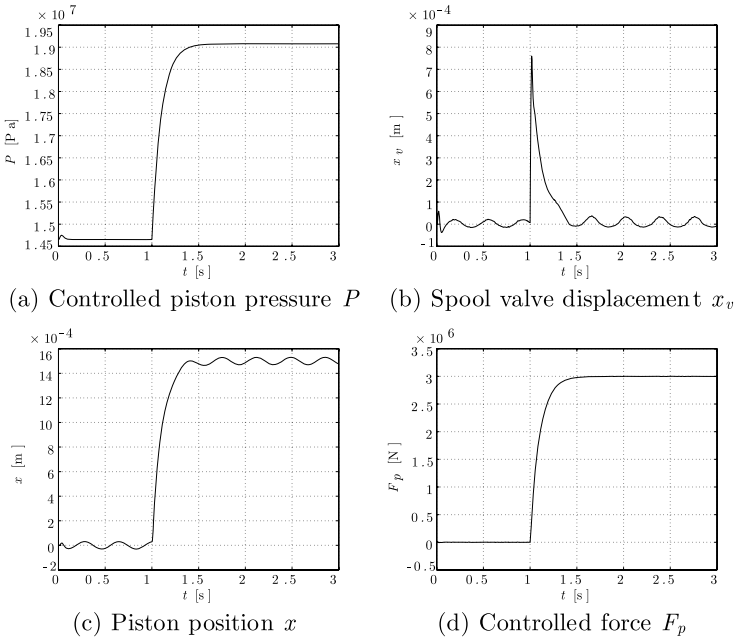 × 10 7
1.95
1.9
1.85
1.8
1.75
1.7
1.65
1.6
1.55
1.5
1.45
P [Pa]
0 0.5 1 1.5 2 2.5 3
t [s]
(a) Controlled piston pressure P
× 10 -4
9
8
7
6
5
4
3
2
1
0
-1
x v [m]
0 0.5 1 1.5 2 2.5 3
t [s]
(b) Spool valve displacement xv
× 10 -4
16
14
12
10
8
6
4
2
0
-2
x [m]
0 0.5 1 1.5 2 2.5 3
t [s]
(c) Piston position x
× 10 6
3.5
3
2.5
2
1.5
1
0.5
0
-0.5
F p [N]
0 0.5 1 1.5 2 2.5 3
t [s]
(d) Controlled force Fp